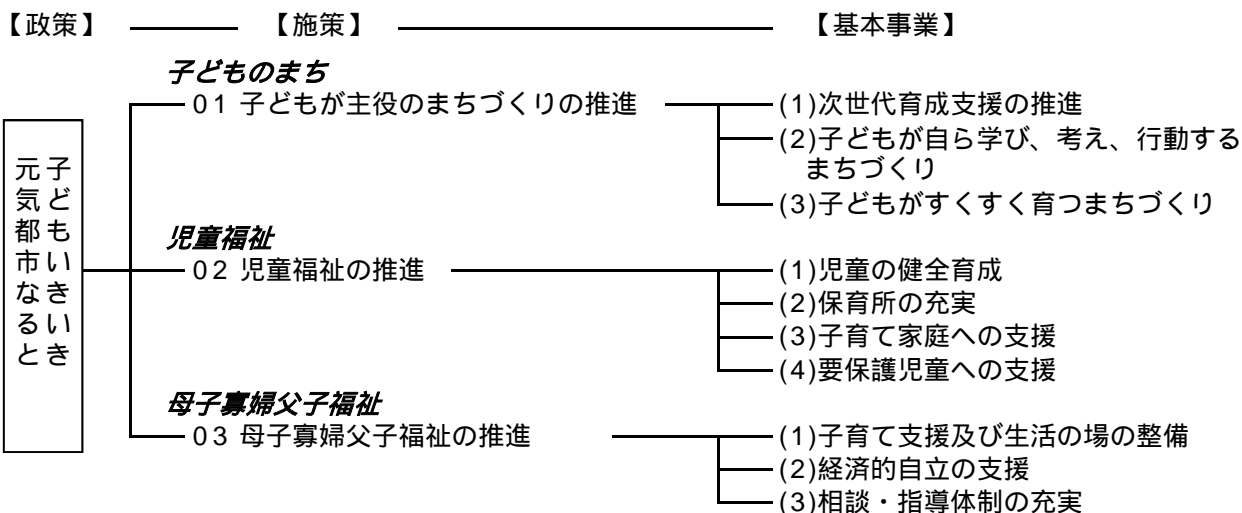 【政策】 【施策】 【基本事業】
子どものまち
01 子どもが主役のまちづくりの推進
(1)次世代育成支援の推進
(2)子どもが自ら学び、考え、行動する
まちづくり
(3)子どもがすくすく育つまちづくり
子どもいきいき
元気都市なると
児童福祉
02 児童福祉の推進
(1)児童の健全育成
(2)保育所の充実
(3)子育て家庭への支援
(4)要保護児童への支援
母子寡婦父子福祉
03 母子寡婦父子福祉の推進
(1)子育て支援及び生活の場の整備
(2)経済的自立の支援
(3)相談・指導体制の充実